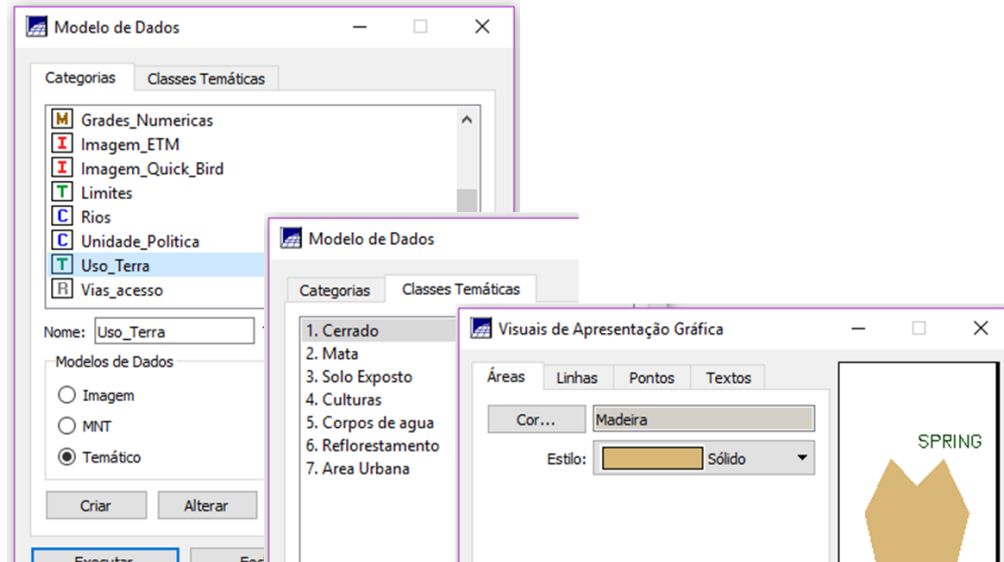 Modelo de Dados
Categorias Classes Temáticas
M Grades_Numericas
I Imagem_ETM
I Imagem_Quick_Bird
T Limites
C Rios
C Unidade_Politica
T Uso_Terra
R Vias_acesso
Nome: Uso_Terra
Modelos de Dados
Imagem
MNT
Temático
Criar Alterar
Executar
Modelo de Dados
Categorias Classes Temáticas
1. Cerrado
2. Mata
3. Solo Exposto
4. Culturas
5. Corpos de agua
6. Reflorestamento
7. Area Urbana
Visuais de Apresentação Gráfica
Áreas Linhas Pontos Textos
Cor... Madeira
Estilo: Sólido
SPRING